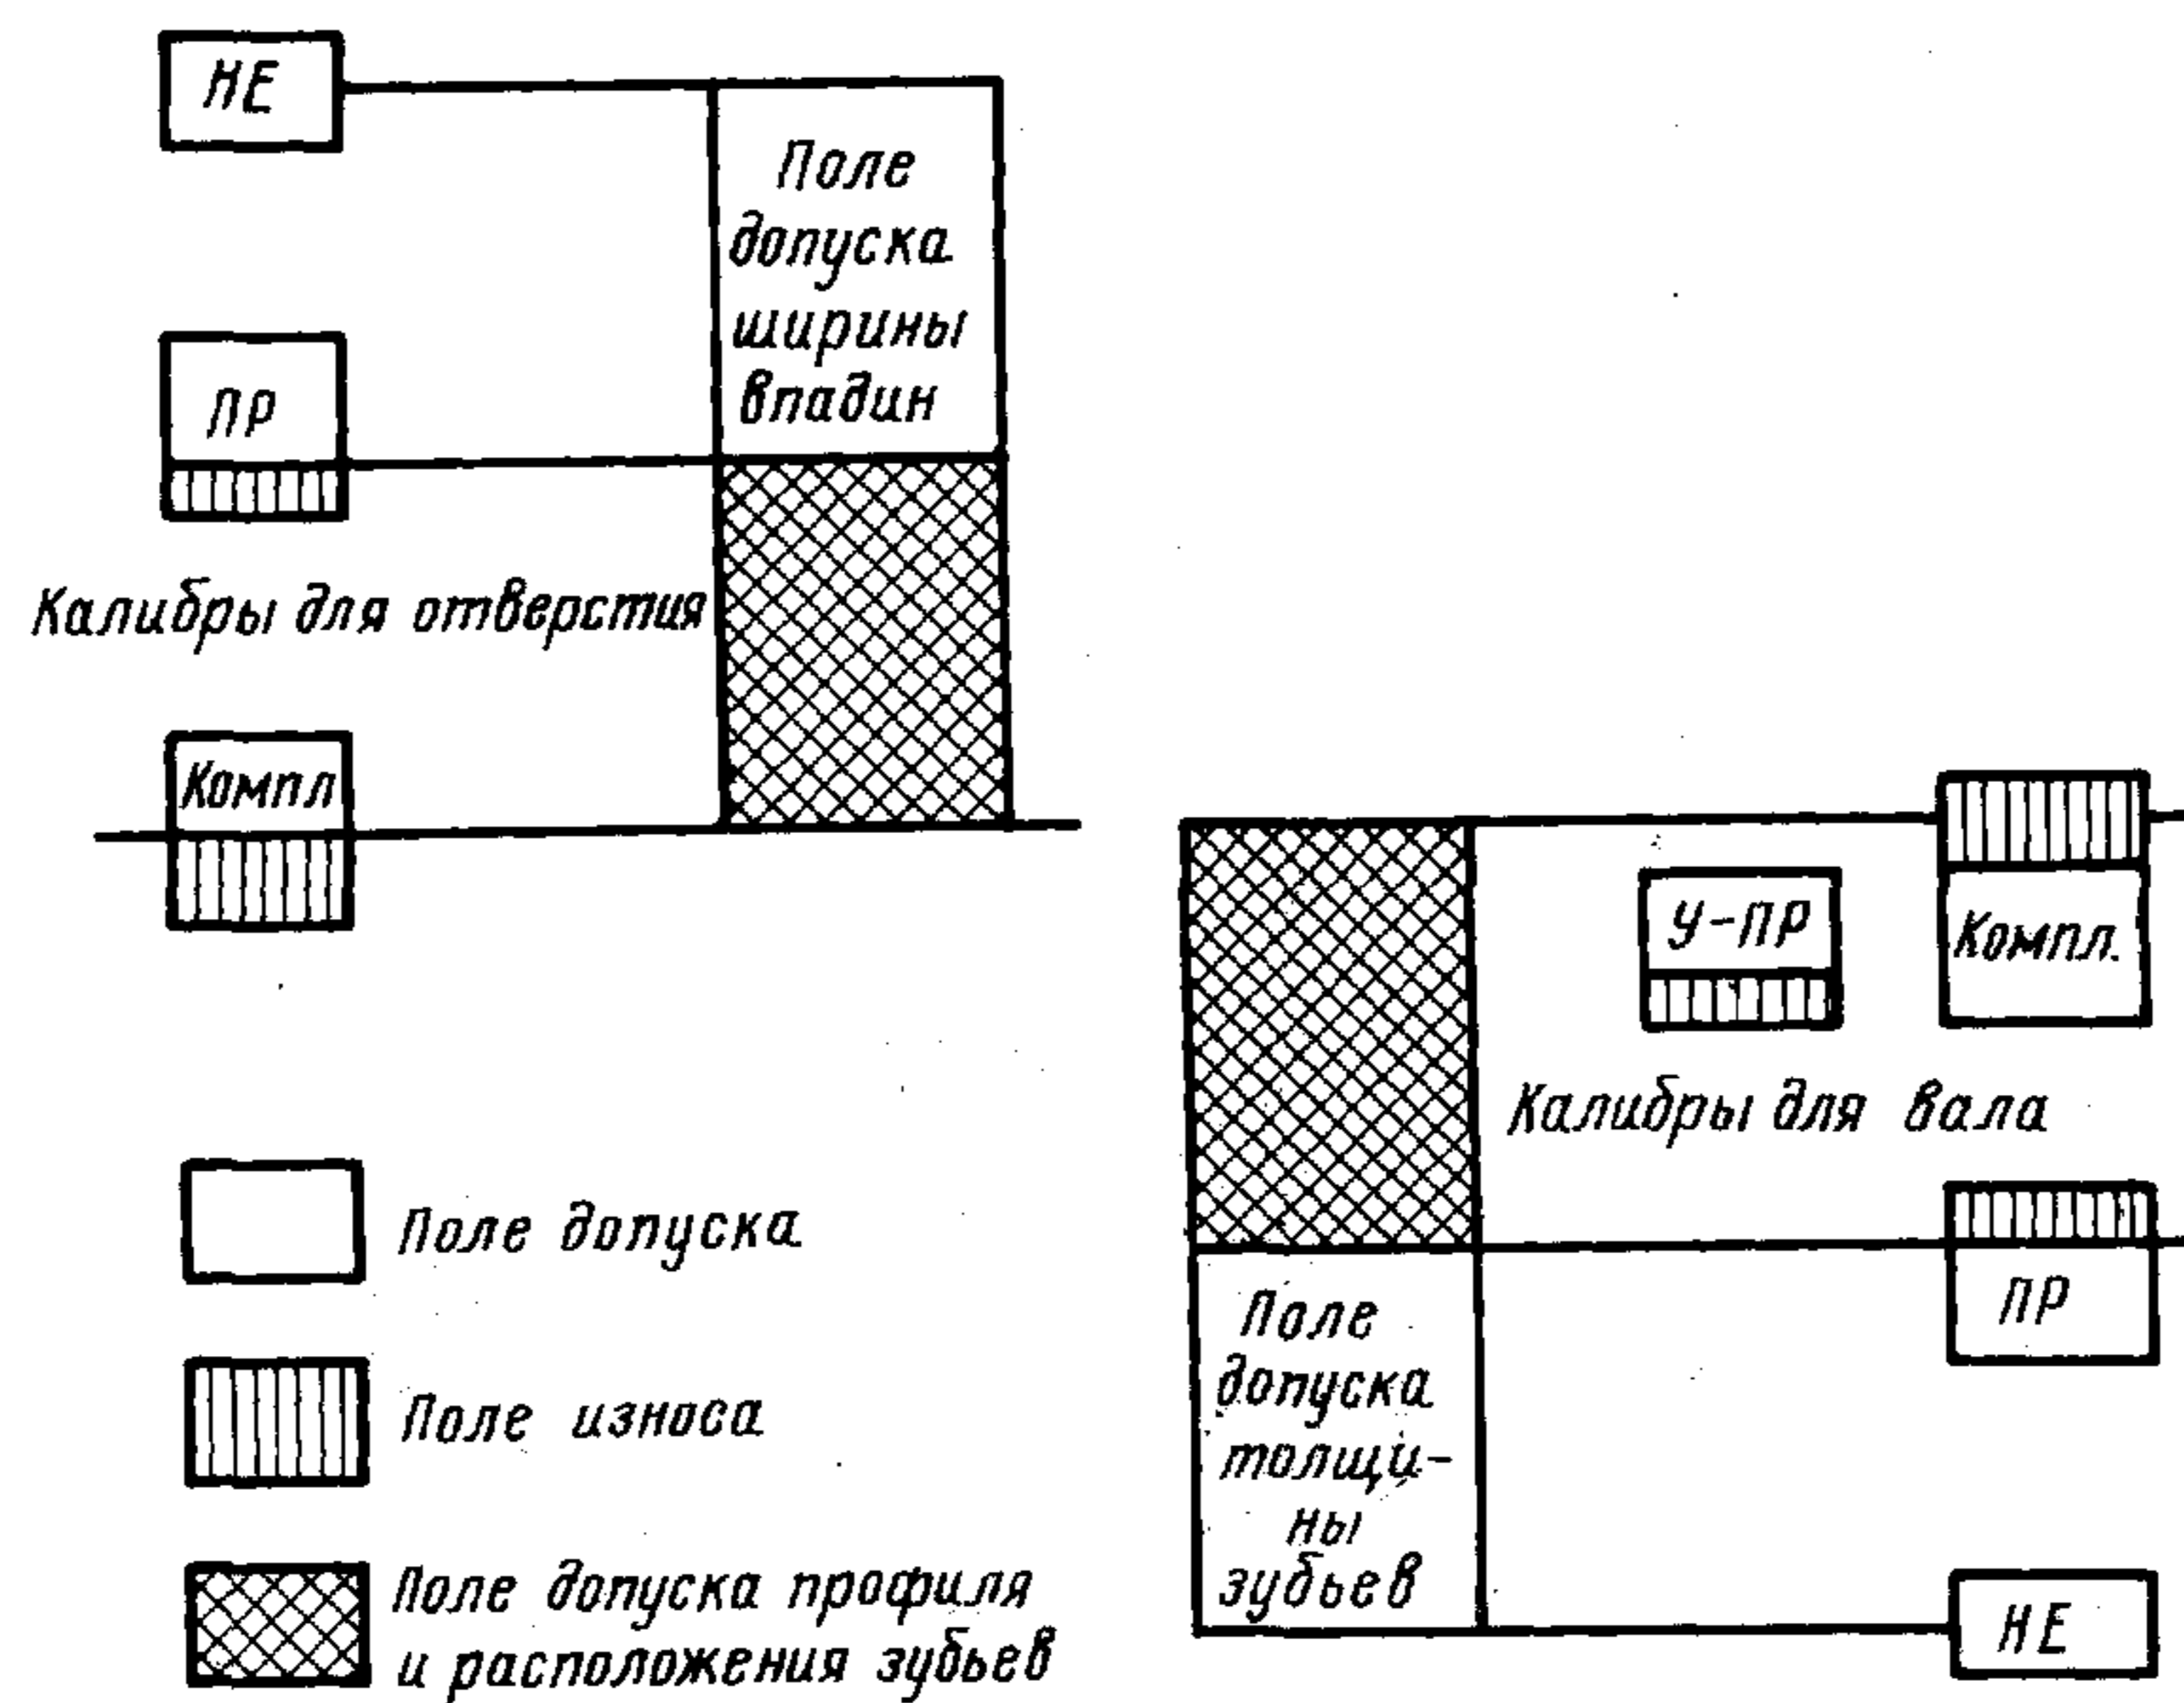 НЕ
Поле
допуска
ширины
впадин
ПР
Калибры для отверстия
Компл
У-ПР
Компл.
Калибры для вала
ПР
Поле
допуска
толщи-
ны
зубьев
НЕ
Поле допуска
Поле износа
Поле допуска профиля
и расположения зубьев